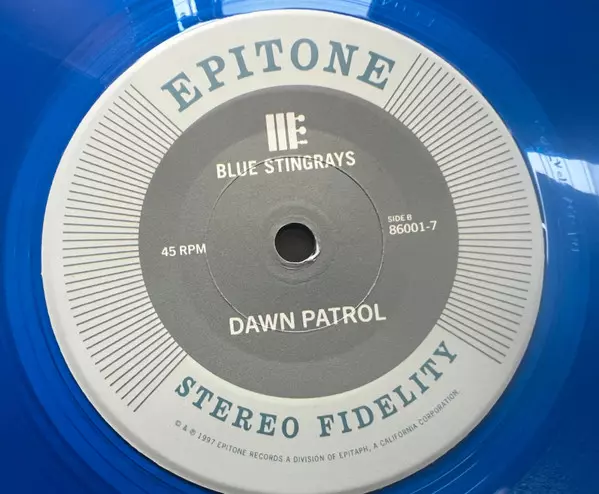 EPITONE
BLUE STINGRAYS
45 RPM
SIDE B
86001-7
DAWN PATROL
STEREO FIDELITY
© & ℗ 1997 EPITONE RECORDS A DIVISION OF EPITAPH, A CALIFORNIA CORPORATION.